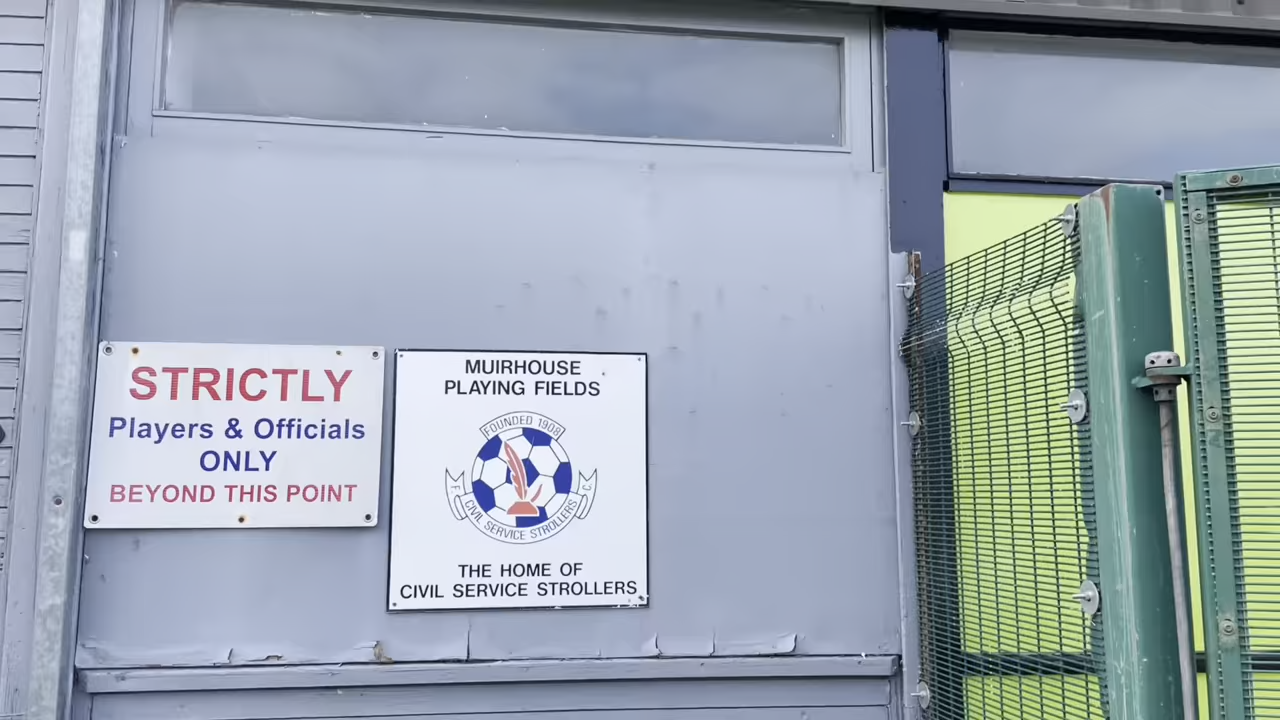 STRICTLY
Players & Officials
ONLY
BEYOND THIS POINT
MUIRHOUSE
PLAYING FIELDS
FOUNDED 1908
F. CIVIL SERVICE STROLLERS C.
THE HOME OF
CIVIL SERVICE STROLLERS